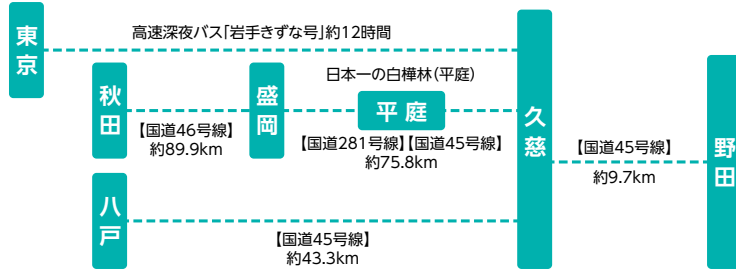 東京
高速深夜バス「岩手きずな号」約12時間
秋田
【国道46号線】
約89.9km
盛岡
日本一の白樺林(平庭)
平庭
【国道281号線】【国道45号線】
約75.8km
八戸
【国道45号線】
約43.3km
久慈
【国道45号線】
約9.7km
野田